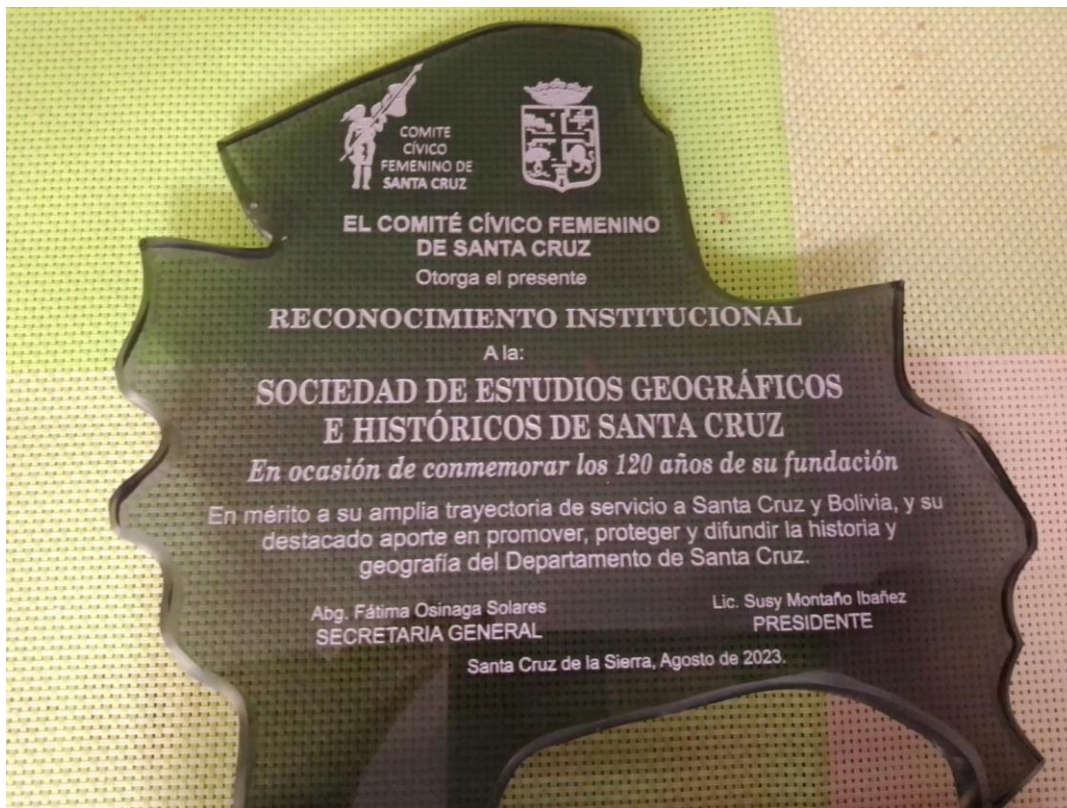 COMITE
CÍVICO
FEMENINO DE
SANTA CRUZ
EL COMITÉ CÍVICO FEMENINO
DE SANTA CRUZ
Otorga el presente
RECONOCIMIENTO INSTITUCIONAL
A la:
SOCIEDAD DE ESTUDIOS GEOGRÁFICOS
E HISTÓRICOS DE SANTA CRUZ
En ocasión de conmemorar los 120 años de su fundación
En mérito a su amplia trayectoria de servicio a Santa Cruz y Bolivia, y su
destacado aporte en promover, proteger y difundir la historia y
geografía del Departamento de Santa Cruz.
Abg. Fátima Osinaga Solares
SECRETARIA GENERAL
Lic. Susy Montaño Ibañez
PRESIDENTE
Santa Cruz de la Sierra, Agosto de 2023.